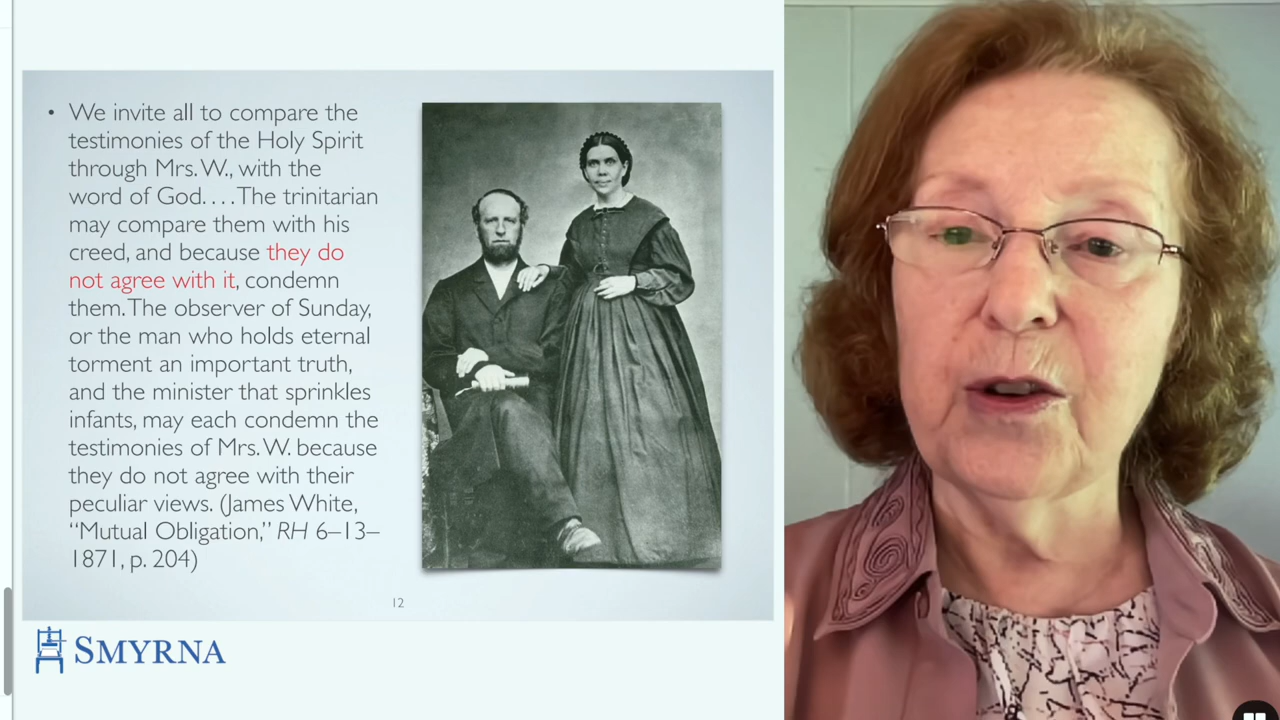 • We invite all to compare the
testimonies of the Holy Spirit
through Mrs. W., with the
word of God. . . . The trinitarian
may compare them with his
creed, and because they do
not agree with it, condemn
them. The observer of Sunday,
or the man who holds eternal
torment an important truth,
and the minister that sprinkles
infants, may each condemn the
testimonies of Mrs. W. because
they do not agree with their
peculiar views. (James White,
“Mutual Obligation,” RH 6–13–
1871, p. 204)
12
SMYRNA